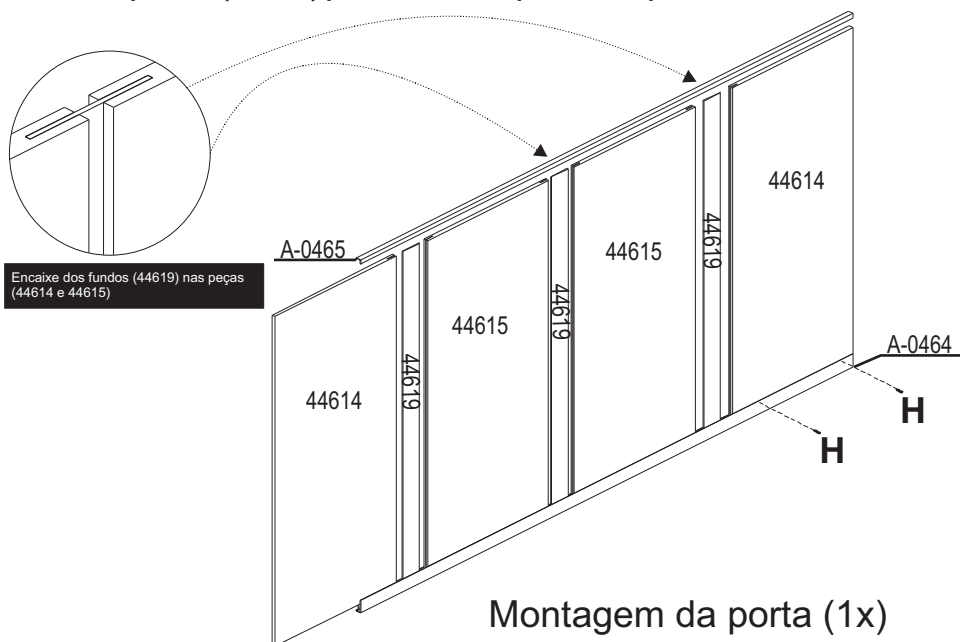 A-0465
Encaixe dos fundos (44619) nas peças
(44614 e 44615)
44614
44619
44615
44619
44615
44619
44614
A-0464
H
H
Montagem da porta (1x)